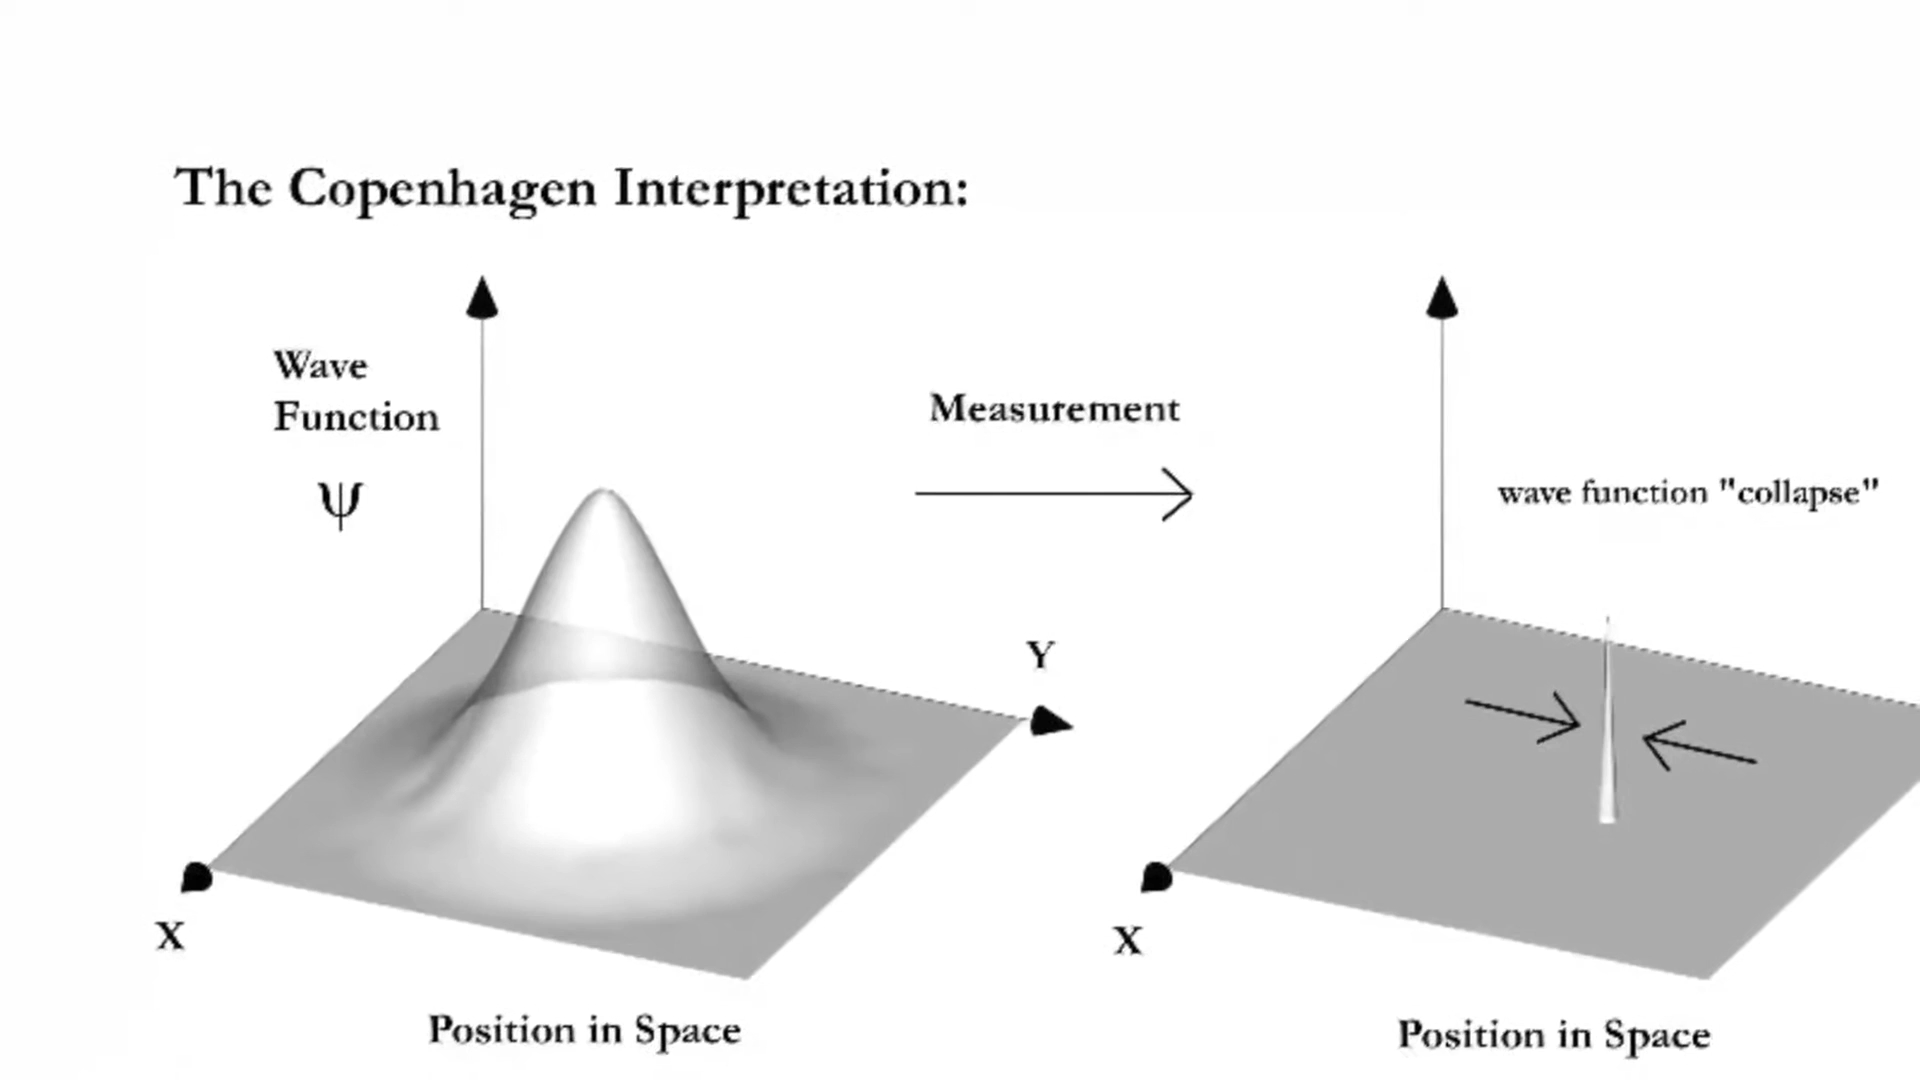 The Copenhagen Interpretation:
Wave
Function
ψ
Measurement
wave function "collapse"
Y
X
X
Position in Space
Position in Space